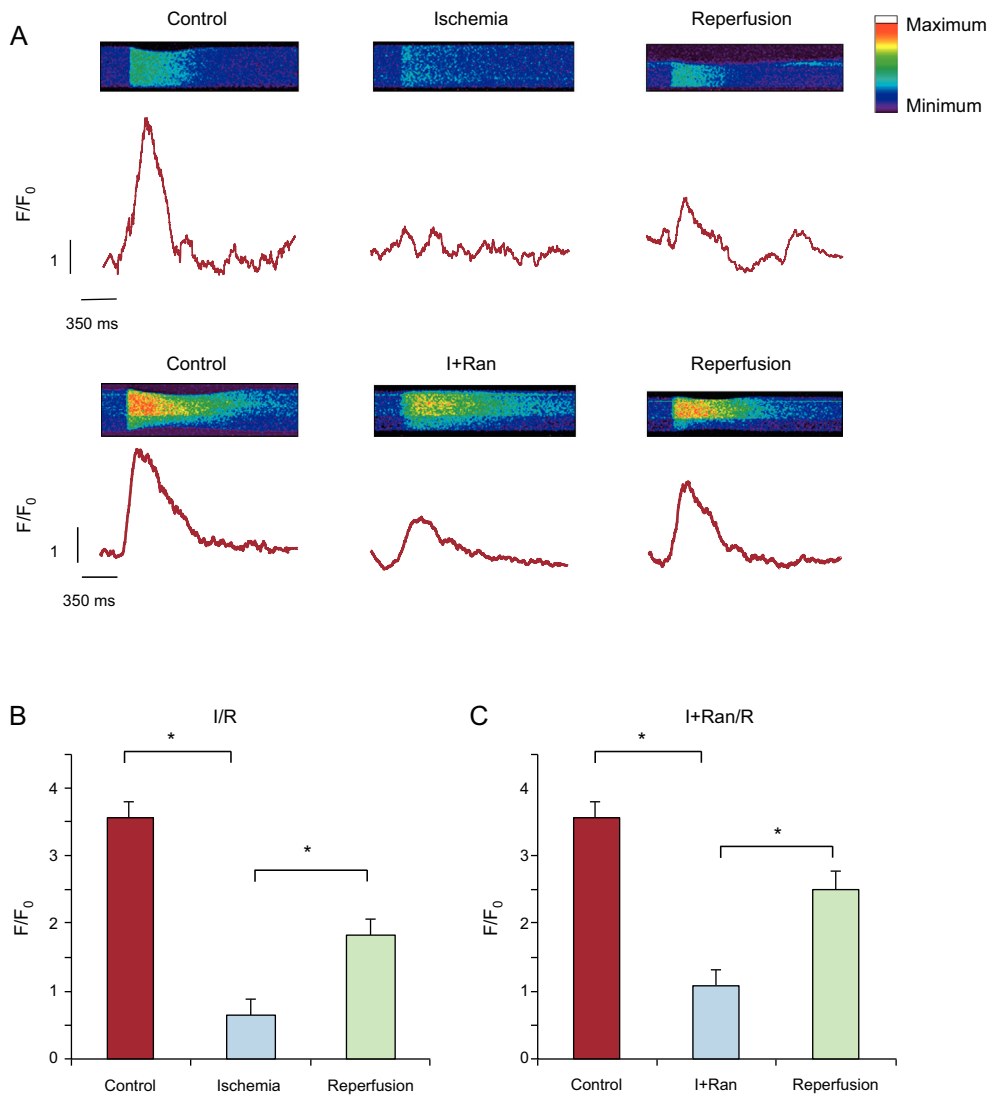 A
Control
Ischemia
Reperfusion
Maximum
Minimum
F/F0
1
350 ms
Control
I+Ran
Reperfusion
F/F0
1
350 ms
B
I/R
*
*
4
3
2
1
0
F/F0
Control
Ischemia
Reperfusion
C
I+Ran/R
*
*
4
3
2
1
0
F/F0
Control
I+Ran
Reperfusion